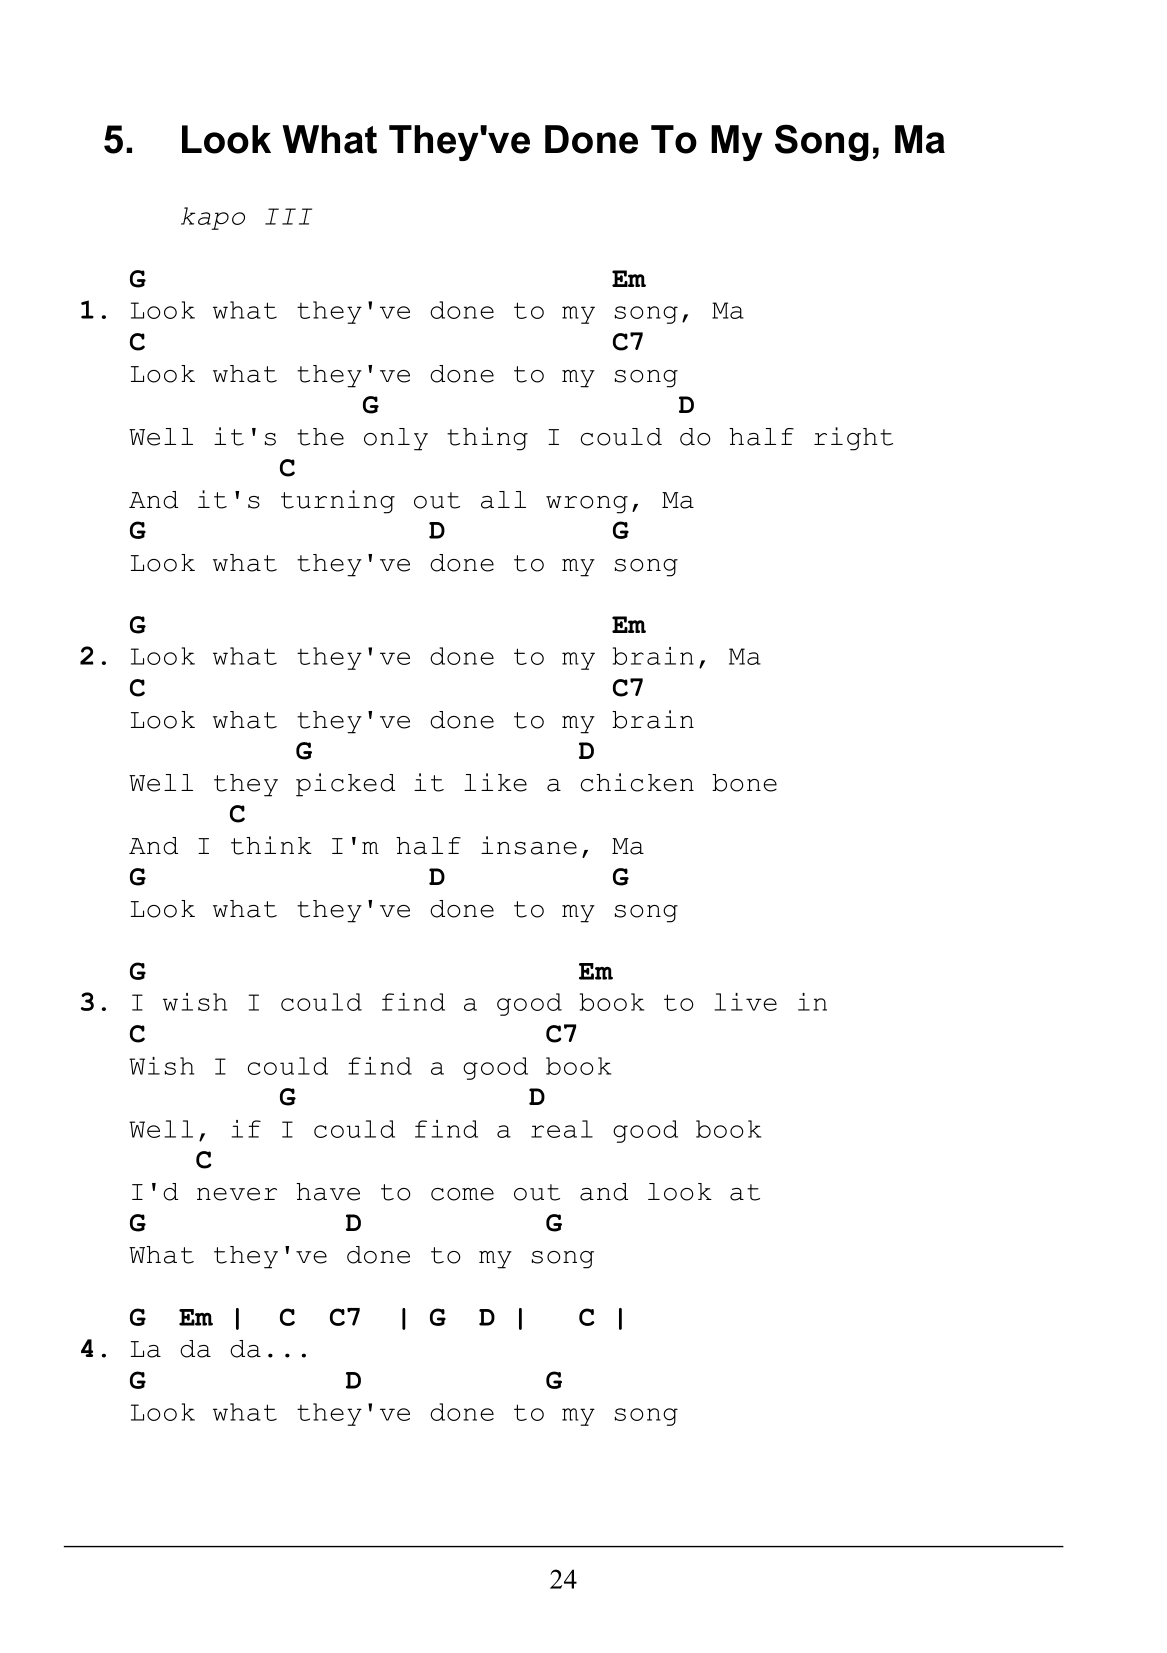 5. Look What They've Done To My Song, Ma
kapo III
G Em
1. Look what they've done to my song, Ma
C C7
Look what they've done to my song
G D
Well it's the only thing I could do half right
C
And it's turning out all wrong, Ma
G D G
Look what they've done to my song
G Em
2. Look what they've done to my brain, Ma
C C7
Look what they've done to my brain
G D
Well they picked it like a chicken bone
C
And I think I'm half insane, Ma
G D G
Look what they've done to my song
G Em
3. I wish I could find a good book to live in
C C7
Wish I could find a good book
G D
Well, if I could find a real good book
C
I'd never have to come out and look at
G D G
What they've done to my song
G Em | C C7 | G D | C |
4. La da da...
G D G
Look what they've done to my song
24